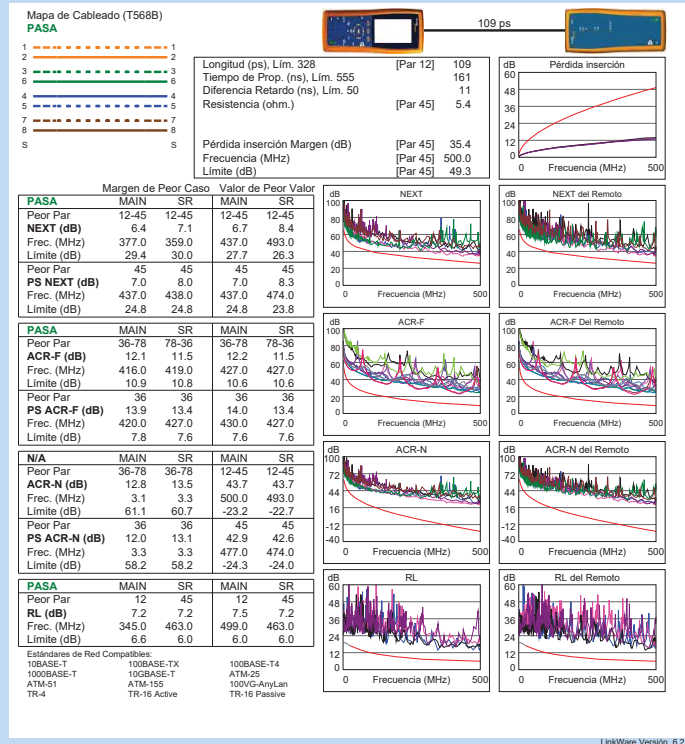 Mapa de Cableado (T568B)
PASA
1 1
2 2
3 3
6 6
4 4
5 5
7 7
8 8
S S
109 ps
Longitud (ps), Lím. 328 [Par 12] 109
Tiempo de Prop. (ns), Lím. 555 161
Diferencia Retardo (ns), Lím. 50 11
Resistencia (ohm.) [Par 45] 5.4
Pérdida inserción Margen (dB) [Par 45] 35.4
Frecuencia (MHz) [Par 45] 500.0
Límite (dB) [Par 45] 49.3
dB Pérdida inserción
60
48
36
24
12
0
0 Frecuencia (MHz) 500
Margen de Peor Caso Valor de Peor Valor
PASA MAIN SR MAIN SR
Peor Par 12-45 12-45 12-45 12-45
NEXT (dB) 6.4 7.1 6.7 8.4
Frec. (MHz) 377.0 359.0 437.0 493.0
Límite (dB) 29.4 30.0 27.7 26.3
Peor Par 45 45 45 45
PS NEXT (dB) 7.0 8.0 7.0 8.3
Frec. (MHz) 437.0 438.0 437.0 474.0
Límite (dB) 24.8 24.8 24.8 23.8
PASA MAIN SR MAIN SR
Peor Par 36-78 78-36 36-78 78-36
ACR-F (dB) 12.1 11.5 12.2 11.5
Frec. (MHz) 416.0 419.0 427.0 427.0
Límite (dB) 10.9 10.8 10.6 10.6
Peor Par 36 36 36 36
PS ACR-F (dB) 13.9 13.4 14.0 13.4
Frec. (MHz) 420.0 427.0 430.0 427.0
Límite (dB) 7.8 7.6 7.6 7.6
N/A MAIN SR MAIN SR
Peor Par 36-78 36-78 12-45 12-45
ACR-N (dB) 12.8 13.5 43.7 43.7
Frec. (MHz) 3.1 3.3 500.0 493.0
Límite (dB) 61.1 60.7 -23.2 -22.7
Peor Par 36 36 45 45
PS ACR-N (dB) 12.0 13.1 42.9 42.6
Frec. (MHz) 3.3 3.3 477.0 474.0
Límite (dB) 58.2 58.2 -24.3 -24.0
PASA MAIN SR MAIN SR
Peor Par 12 45 12 45
RL (dB) 7.2 7.2 7.5 7.2
Frec. (MHz) 345.0 463.0 499.0 463.0
Límite (dB) 6.6 6.0 6.0 6.0
Estándares de Red Compatibles:
10BASE-T 100BASE-TX 100BASE-T4
1000BASE-T 10GBASE-T ATM-25
ATM-51 ATM-155 100VG-AnyLan
TR-4 TR-16 Active TR-16 Passive
dB NEXT
100
80
60
40
20
0
0 Frecuencia (MHz) 500
dB NEXT del Remoto
100
80
60
40
20
0
0 Frecuencia (MHz) 500
dB ACR-F
100
80
60
40
20
0
0 Frecuencia (MHz) 500
dB ACR-F Del Remoto
100
80
60
40
20
0
0 Frecuencia (MHz) 500
dB ACR-N
100
72
44
16
-12
-40
0 Frecuencia (MHz) 500
dB ACR-N del Remoto
100
72
44
16
-12
-40
0 Frecuencia (MHz) 500
dB RL
60
48
36
24
12
0
0 Frecuencia (MHz) 500
dB RL del Remoto
60
48
36
24
12
0
0 Frecuencia (MHz) 500
LinkWare Versión 6.2